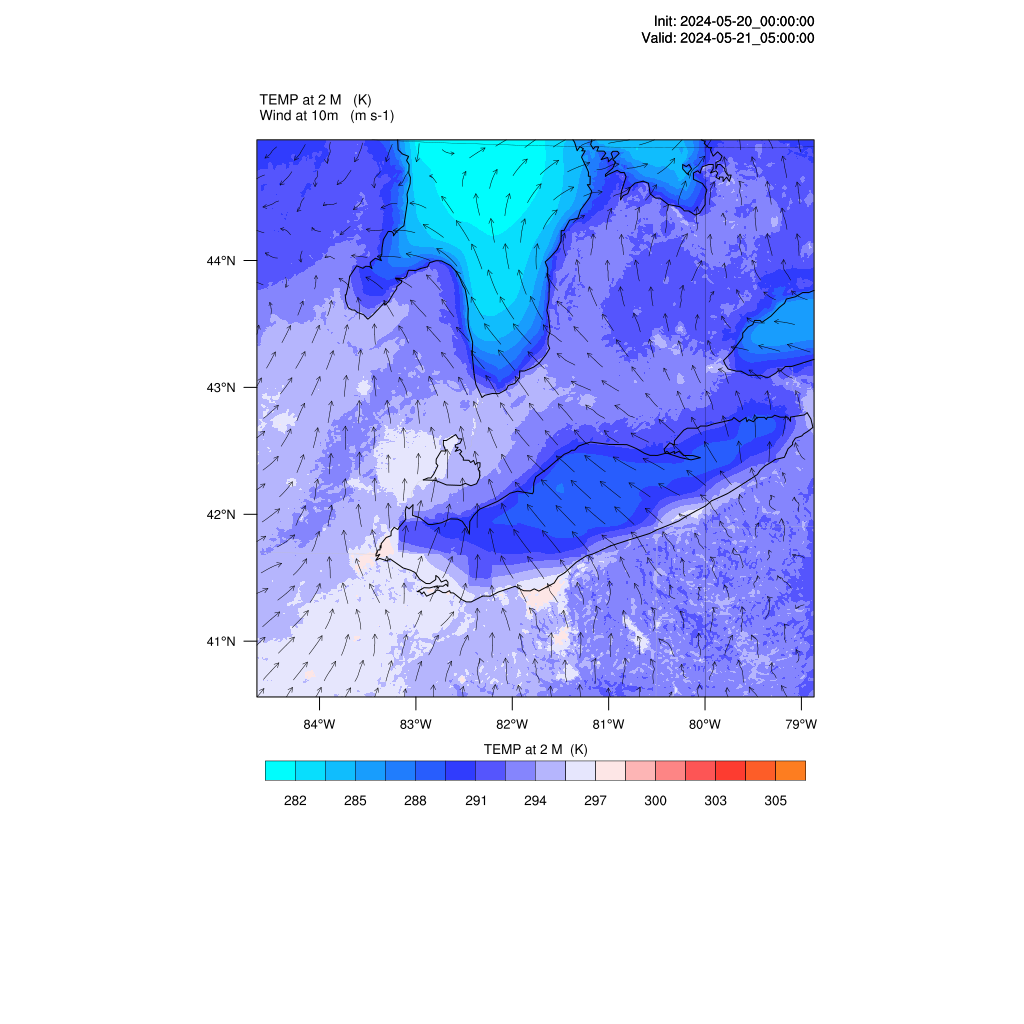 Init: 2024-05-20_00:00:00
Valid: 2024-05-21_05:00:00
TEMP at 2 M (K)
Wind at 10m (m s-1)
44°N
43°N
42°N
41°N
84°W 83°W 82°W 81°W 80°W 79°W
TEMP at 2 M (K)
282 285 288 291 294 297 300 303 305